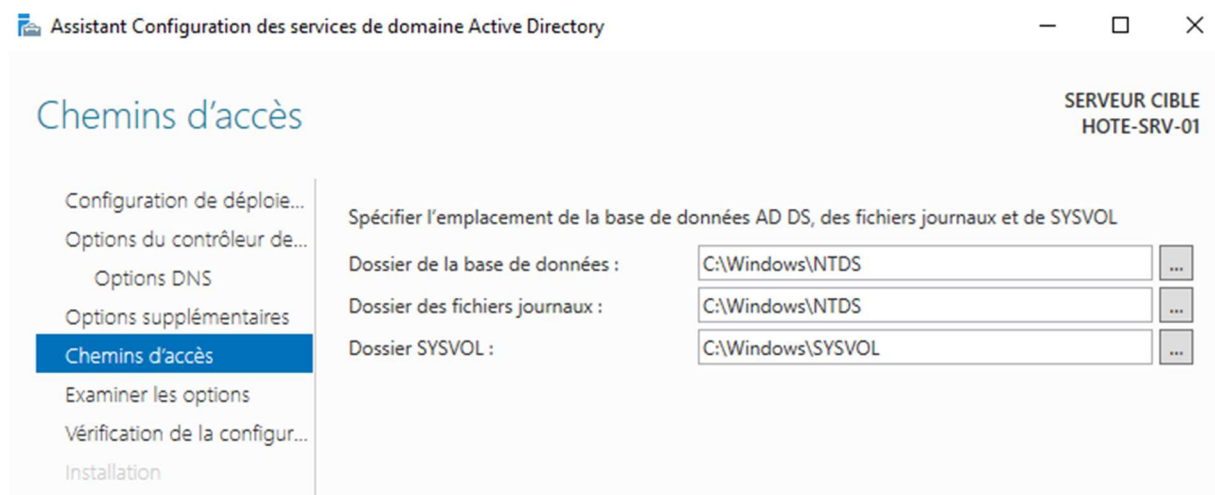 Assistant Configuration des services de domaine Active Directory
Chemins d’accès
SERVEUR CIBLE
HOTE-SRV-01
Configuration de déploie...
Options du contrôleur de...
Options DNS
Options supplémentaires
Chemins d’accès
Examiner les options
Vérification de la configur...
Installation
Spécifier l’emplacement de la base de données AD DS, des fichiers journaux et de SYSVOL
Dossier de la base de données : C:\Windows\NTDS ...
Dossier des fichiers journaux : C:\Windows\NTDS ...
Dossier SYSVOL : C:\Windows\SYSVOL ...